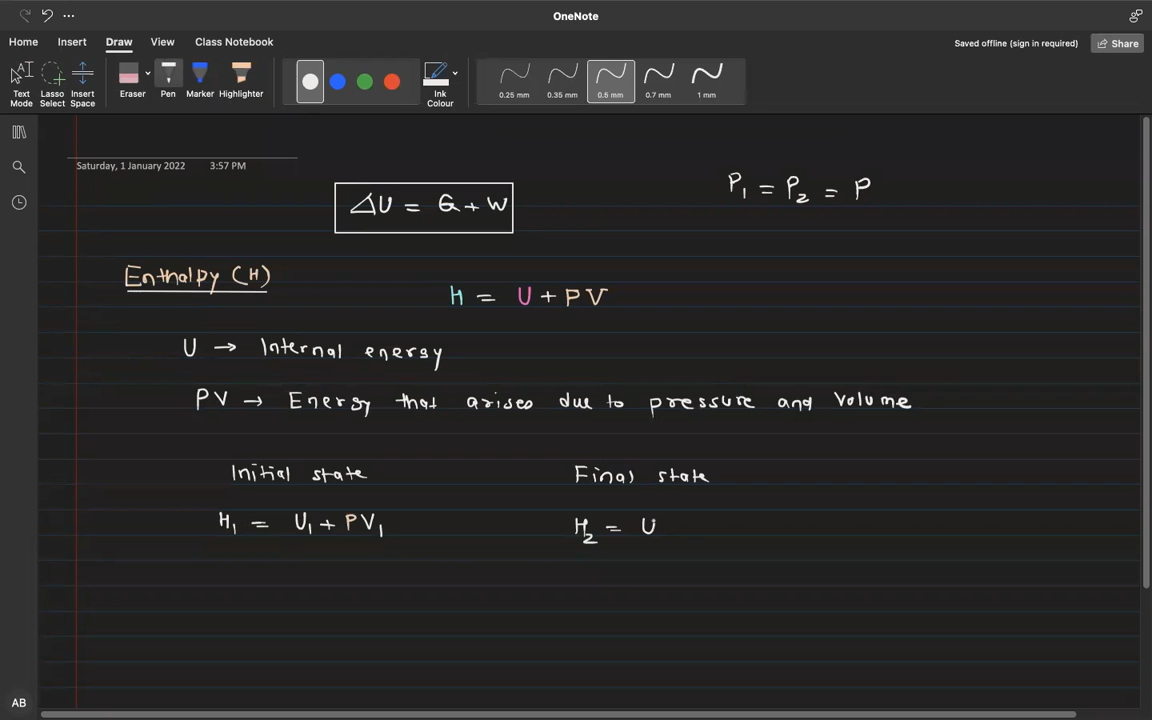 OneNote
Home Insert Draw View Class Notebook
Saved offline (sign in required) Share
Text Mode Lasso Select Insert Space Eraser Pen Marker Highlighter Ink Colour 0.25 mm 0.35 mm 0.5 mm 0.7 mm 1 mm
Saturday, 1 January 2022 3:57 PM
P₁ = P₂ = P
△U = Q + W
Enthalpy (H)
H = U + PV
U → Internal energy
PV → Energy that arises due to pressure and volume
Initial state Final state
H₁ = U₁ + PV₁ H₂ = U
AB